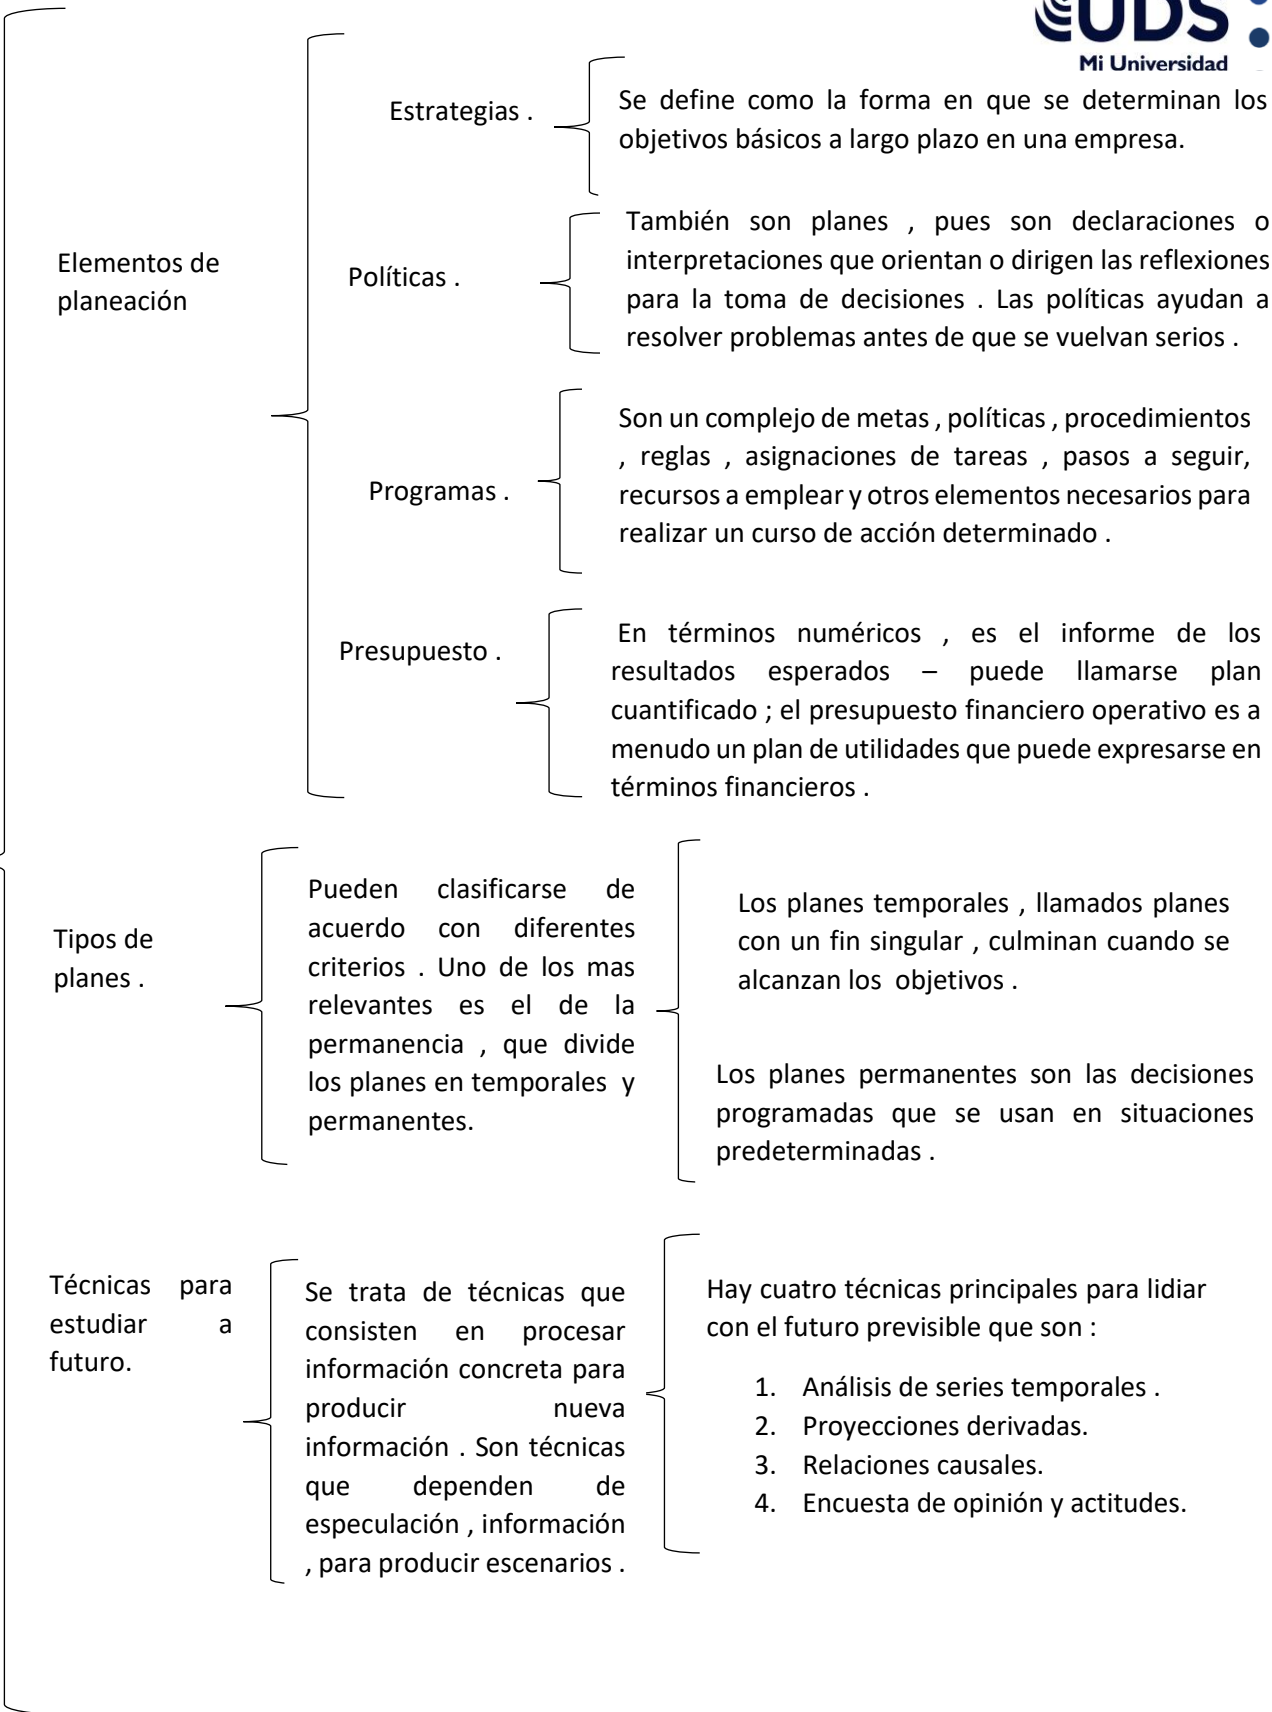 UDS
Mi Universidad
Estrategias .
Se define como la forma en que se determinan los
objetivos básicos a largo plazo en una empresa.
Elementos de
planeación
Políticas .
También son planes , pues son declaraciones o
interpretaciones que orientan o dirigen las reflexiones
para la toma de decisiones . Las políticas ayudan a
resolver problemas antes de que se vuelvan serios .
Programas .
Son un complejo de metas , políticas , procedimientos
, reglas , asignaciones de tareas , pasos a seguir,
recursos a emplear y otros elementos necesarios para
realizar un curso de acción determinado .
Presupuesto .
En términos numéricos , es el informe de los
resultados esperados – puede llamarse plan
cuantificado ; el presupuesto financiero operativo es a
menudo un plan de utilidades que puede expresarse en
términos financieros .
Tipos de
planes .
Pueden clasificarse de
acuerdo con diferentes
criterios . Uno de los mas
relevantes es el de la
permanencia , que divide
los planes en temporales y
permanentes.
Los planes temporales , llamados planes
con un fin singular , culminan cuando se
alcanzan los objetivos .
Los planes permanentes son las decisiones
programadas que se usan en situaciones
predeterminadas .
Técnicas para
estudiar a
futuro.
Se trata de técnicas que
consisten en procesar
información concreta para
producir nueva
información . Son técnicas
que dependen de
especulación , información
, para producir escenarios .
Hay cuatro técnicas principales para lidiar
con el futuro previsible que son :
1. Análisis de series temporales .
2. Proyecciones derivadas.
3. Relaciones causales.
4. Encuesta de opinión y actitudes.